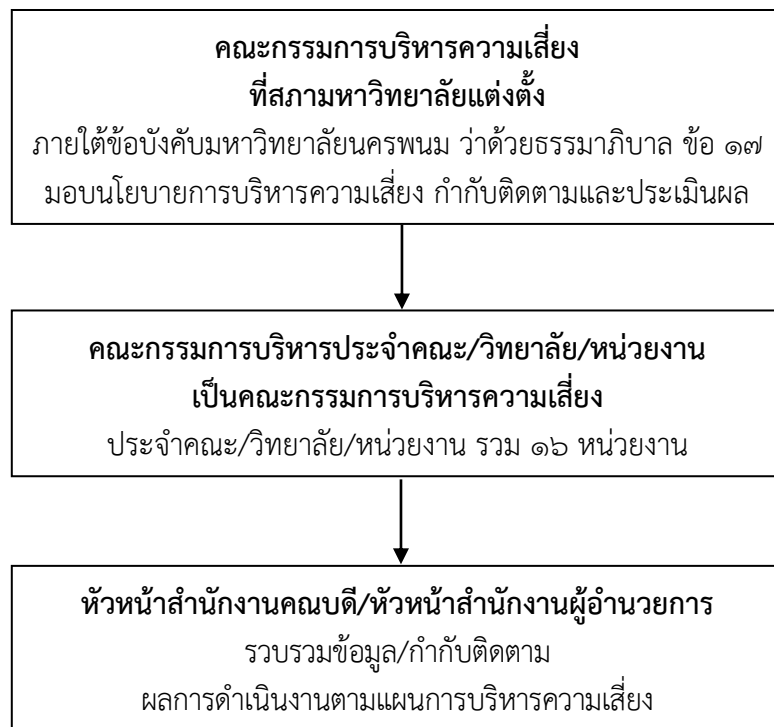 คณะกรรมการบริหารความเสี่ยง
ที่สภามหาวิทยาลัยแต่งตั้ง
ภายใต้ข้อบังคับมหาวิทยาลัยนครพนม ว่าด้วยธรรมาภิบาล ข้อ ๑๗
มอบนโยบายการบริหารความเสี่ยง กำกับติดตามและประเมินผล
คณะกรรมการบริหารประจำคณะ/วิทยาลัย/หน่วยงาน
เป็นคณะกรรมการบริหารความเสี่ยง
ประจำคณะ/วิทยาลัย/หน่วยงาน รวม ๑๖ หน่วยงาน
หัวหน้าสำนักงานคณบดี/หัวหน้าสำนักงานผู้อำนวยการ
รวบรวมข้อมูล/กำกับติดตาม
ผลการดำเนินงานตามแผนการบริหารความเสี่ยง